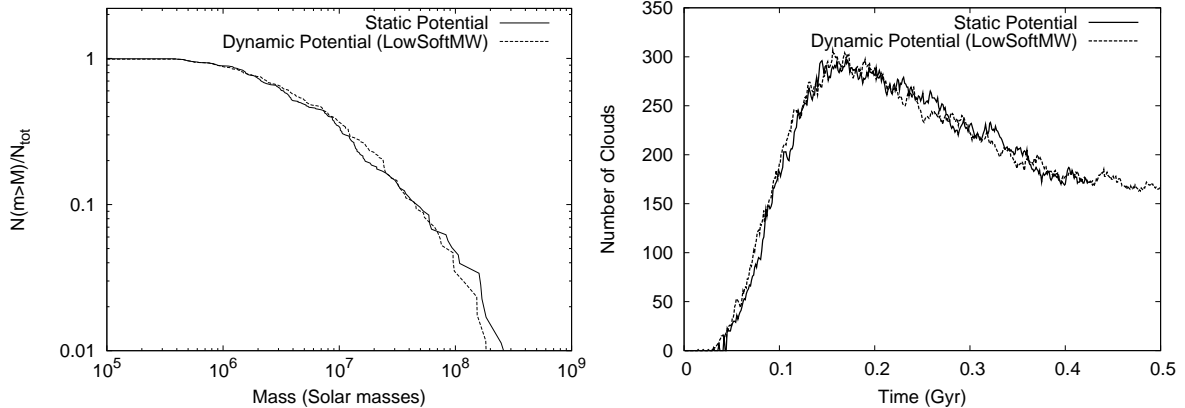 Static Potential
Dynamic Potential (LowSoftMW)
N(m>M)/N_tot
1
0.1
0.01
10^5 10^6 10^7 10^8 10^9
Mass (Solar masses)
Static Potential
Dynamic Potential (LowSoftMW)
Number of Clouds
350
300
250
200
150
100
50
0
0 0.1 0.2 0.3 0.4 0.5
Time (Gyr)